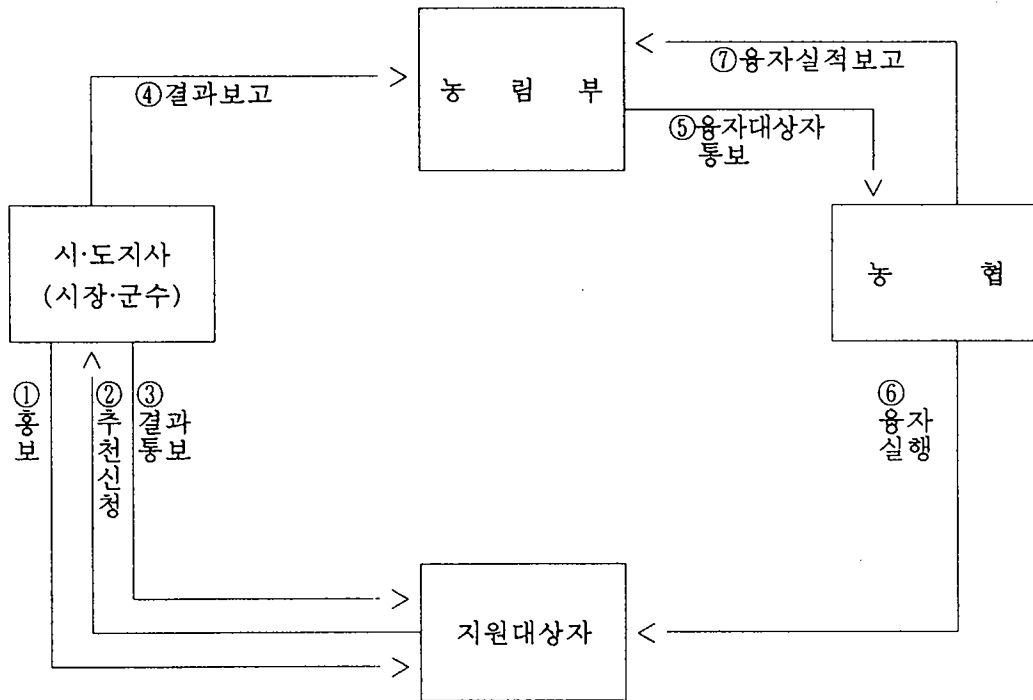 농 림 부
④결과보고
⑦융자실적보고
⑤융자대상자
통보
시·도지사
(시장·군수)
농 협
①
홍
보
②
추
천
신
청
③
결과
통보
⑥
융자
실행
지원대상자